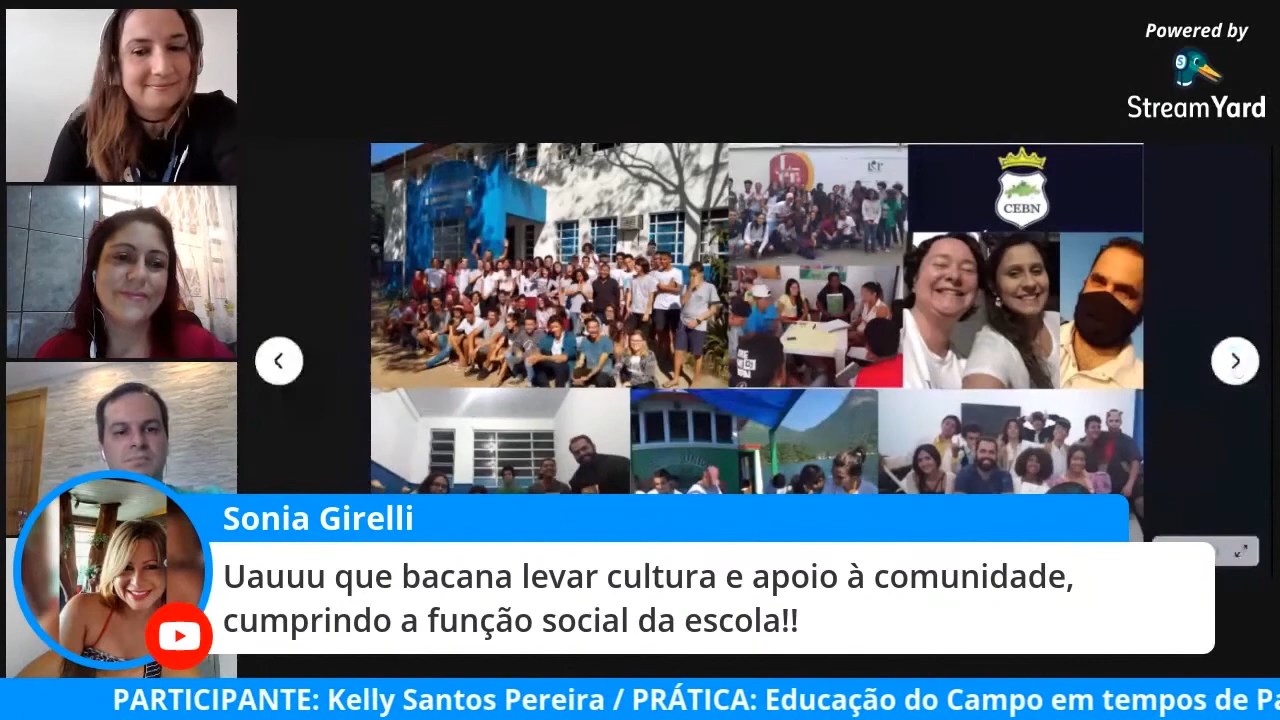 Powered by
StreamYard
CEBN
Sonia Girelli
Uauuu que bacana levar cultura e apoio à comunidade,
cumprindo a função social da escola!!
PARTICIPANTE: Kelly Santos Pereira / PRÁTICA: Educação do Campo em tempos de Pa